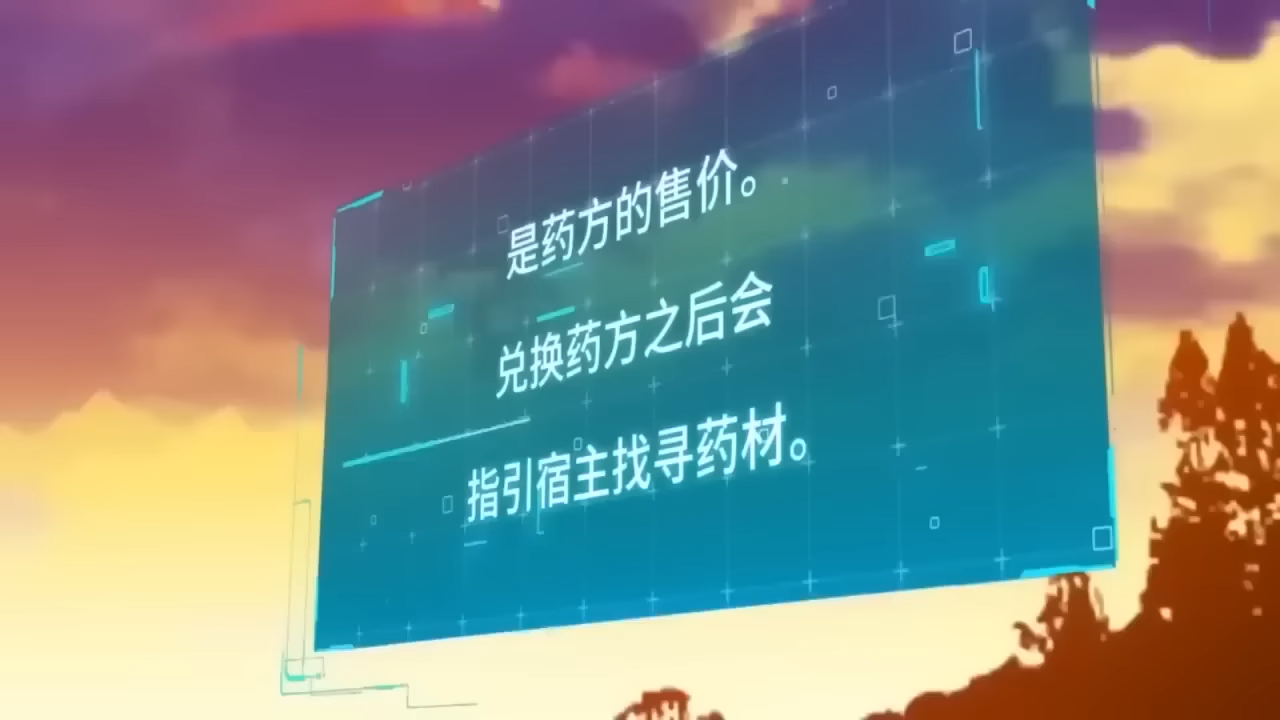 是药方的售价。
兑换药方之后会
指引宿主找寻药材。